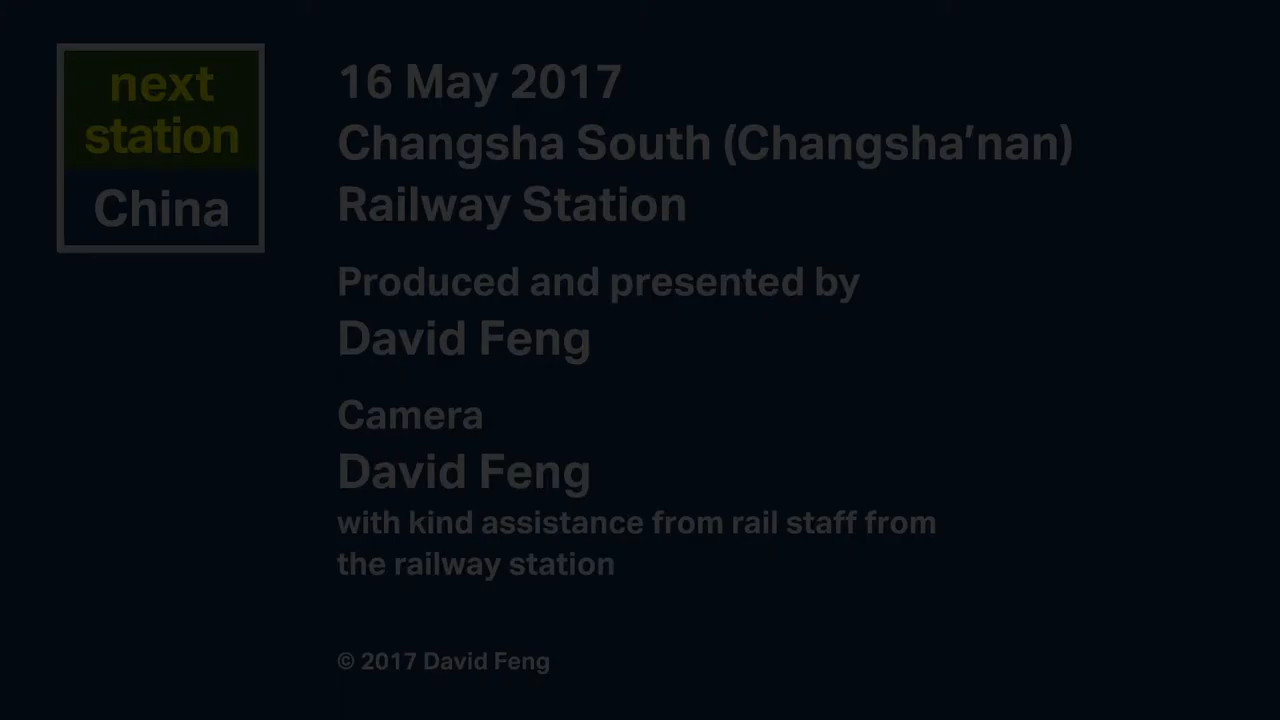 next
station
China
16 May 2017
Changsha South (Changsha’nan)
Railway Station
Produced and presented by
David Feng
Camera
David Feng
with kind assistance from rail staff from
the railway station
© 2017 David Feng